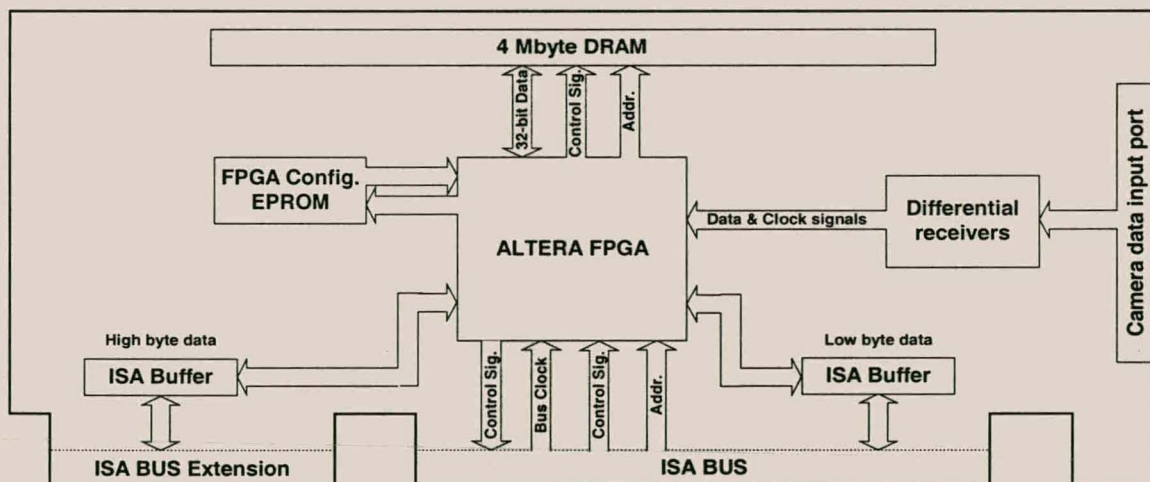 4 Mbyte DRAM
32-bit Data
Control Sig.
Addr.
FPGA Config.
EPROM
ALTERA FPGA
Data & Clock signals
Differential
receivers
Camera data input port
High byte data
ISA Buffer
Low byte data
ISA Buffer
Control Sig.
Bus Clock
Control Sig.
Addr.
ISA BUS Extension
ISA BUS